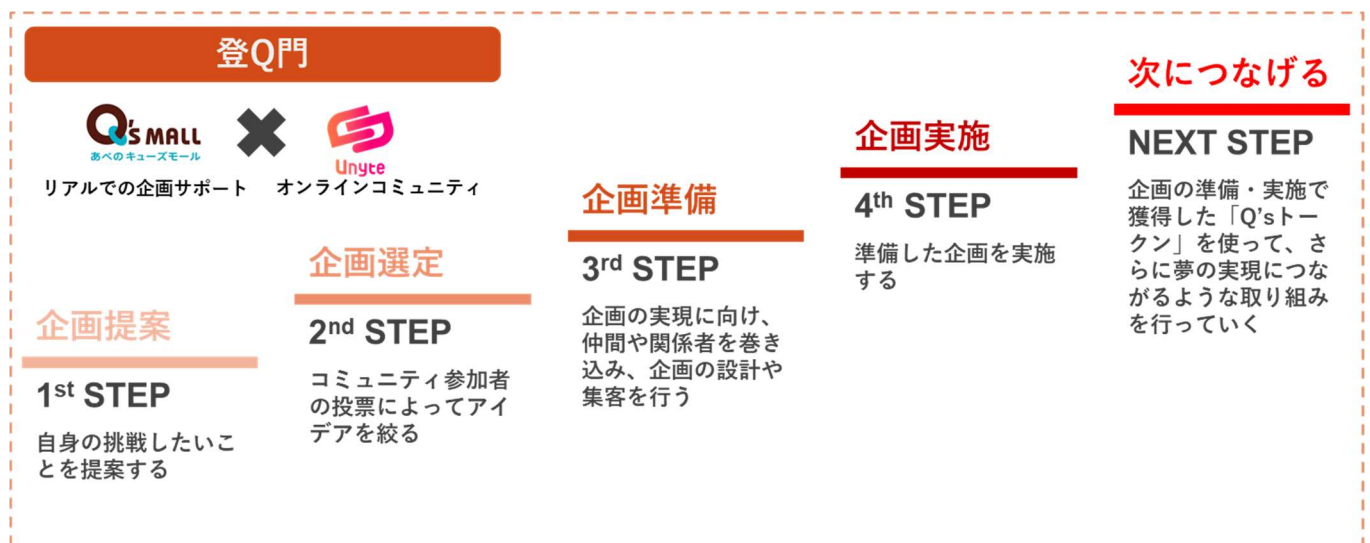 登Q門
Q's MALL
あべのキューズモール
リアルでの企画サポート
Unyte
オンラインコミュニティ
企画提案
1st STEP
自身の挑戦したいこ
とを提案する
企画選定
2nd STEP
コミュニティ参加者
の投票によってアイ
デアを絞る
企画準備
3rd STEP
企画の実現に向け、
仲間や関係者を巻き
込み、企画の設計や
集客を行う
企画実施
4th STEP
準備した企画を実施
する
次につなげる
NEXT STEP
企画の準備・実施で
獲得した「Q'sトー
クン」を使って、さ
らに夢の実現につな
がるような取り組み
を行っていく